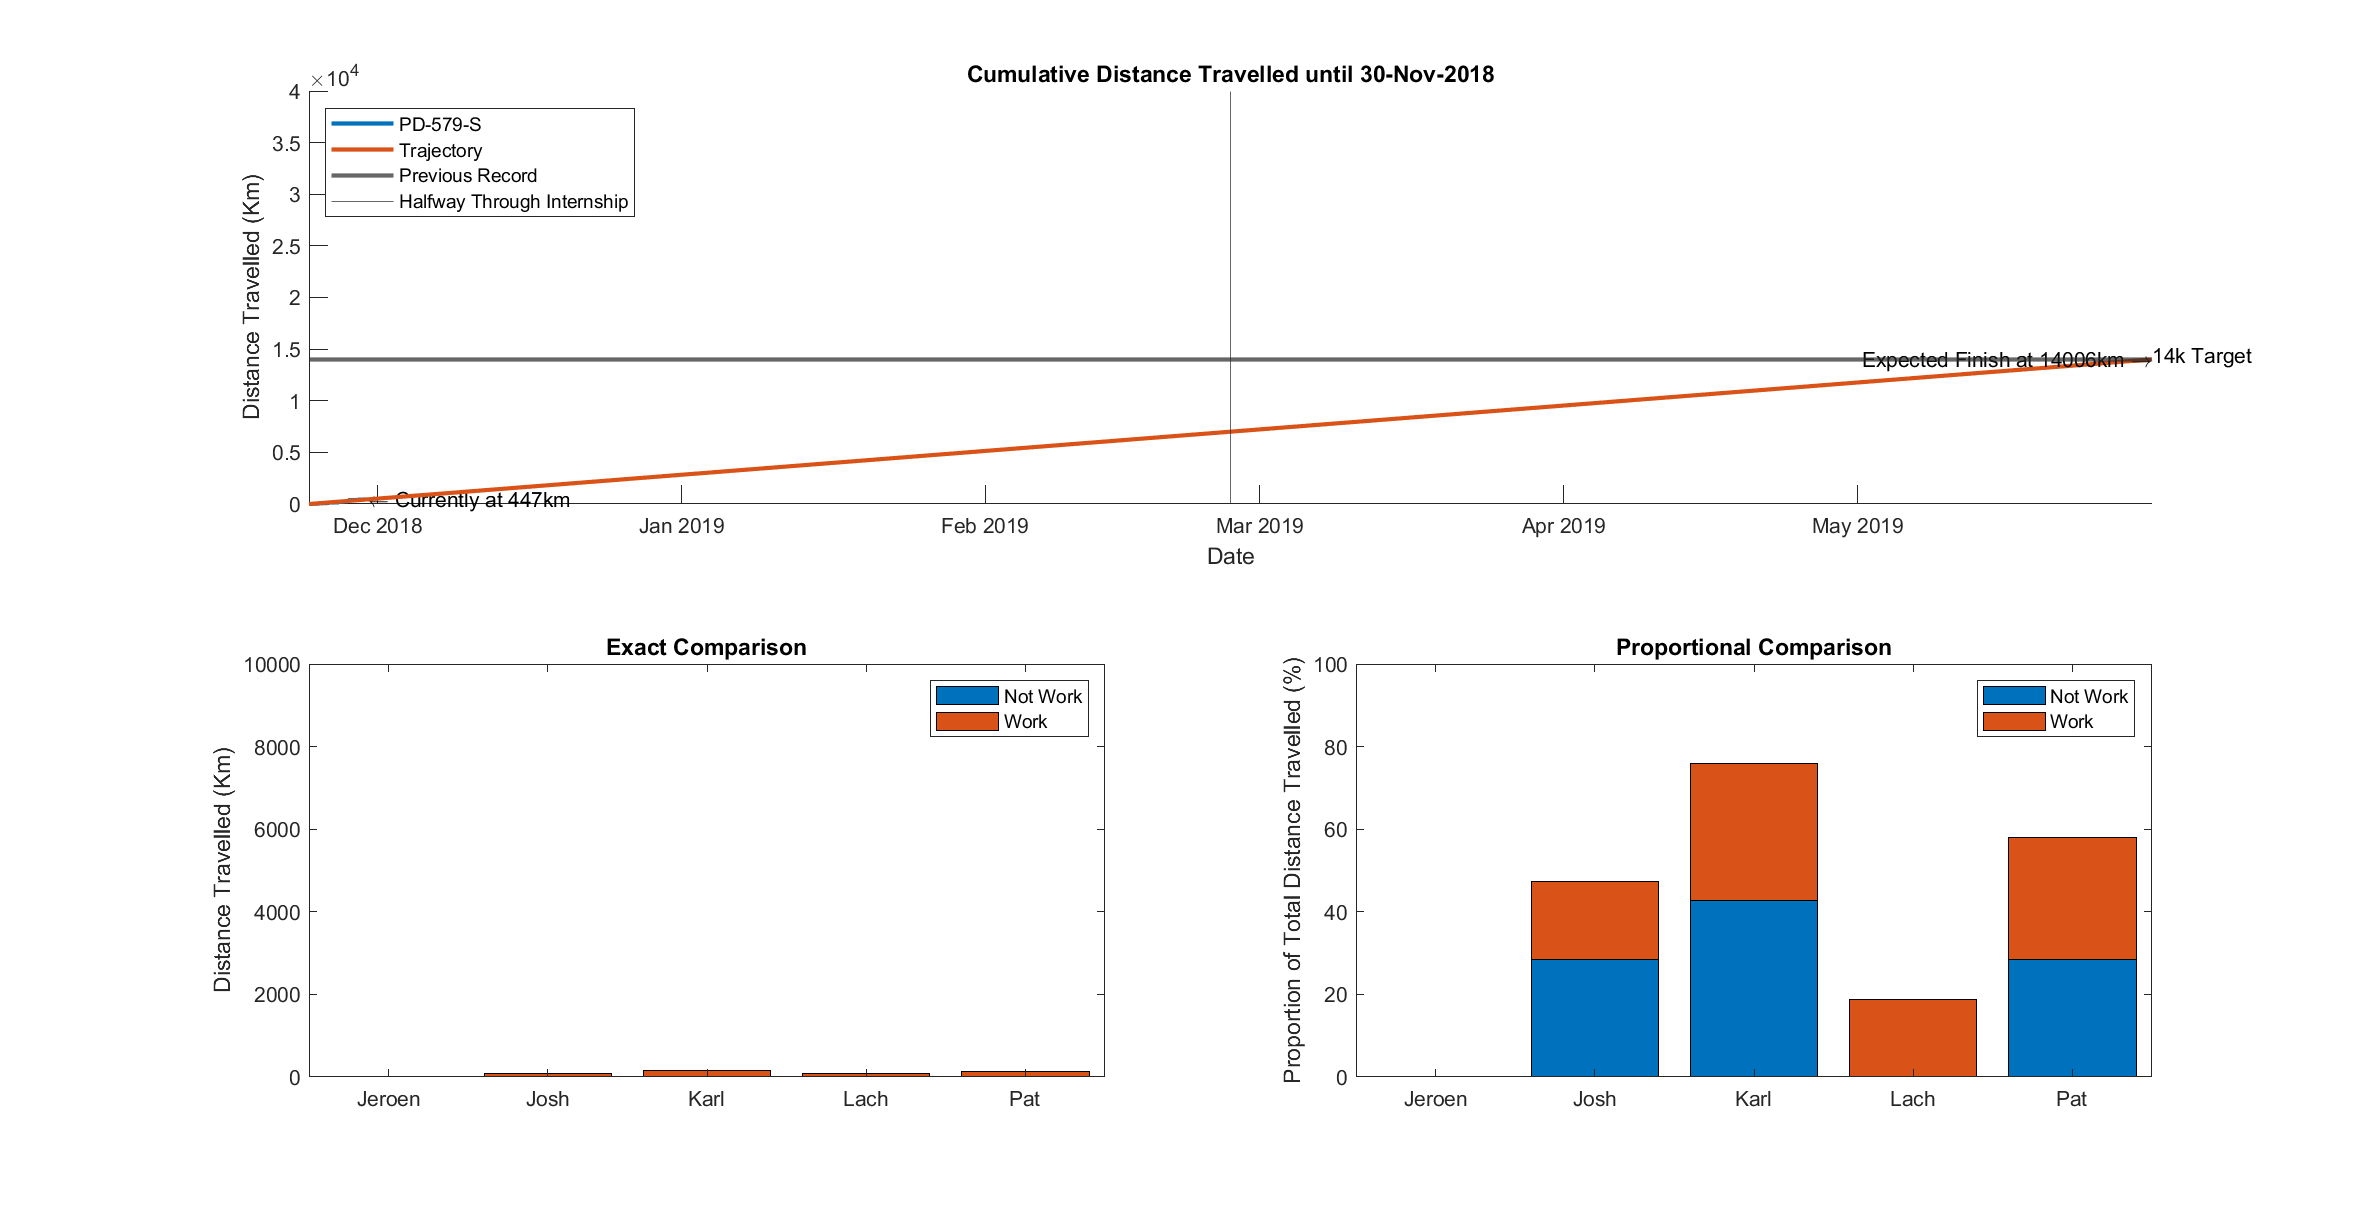 Cumulative Distance Travelled until 30-Nov-2018
×10^4
4
3.5
3
2.5
2
1.5
1
0.5
0
Distance Travelled (Km)
PD-579-S
Trajectory
Previous Record
Halfway Through Internship
Expected Finish at 14006km
14k Target
Currently at 447km
Dec 2018
Jan 2019
Feb 2019
Mar 2019
Apr 2019
May 2019
Date
Exact Comparison
10000
8000
6000
4000
2000
0
Distance Travelled (Km)
Not Work
Work
Jeroen
Josh
Karl
Lach
Pat
Proportional Comparison
100
80
60
40
20
0
Proportion of Total Distance Travelled (%)
Not Work
Work
Jeroen
Josh
Karl
Lach
Pat